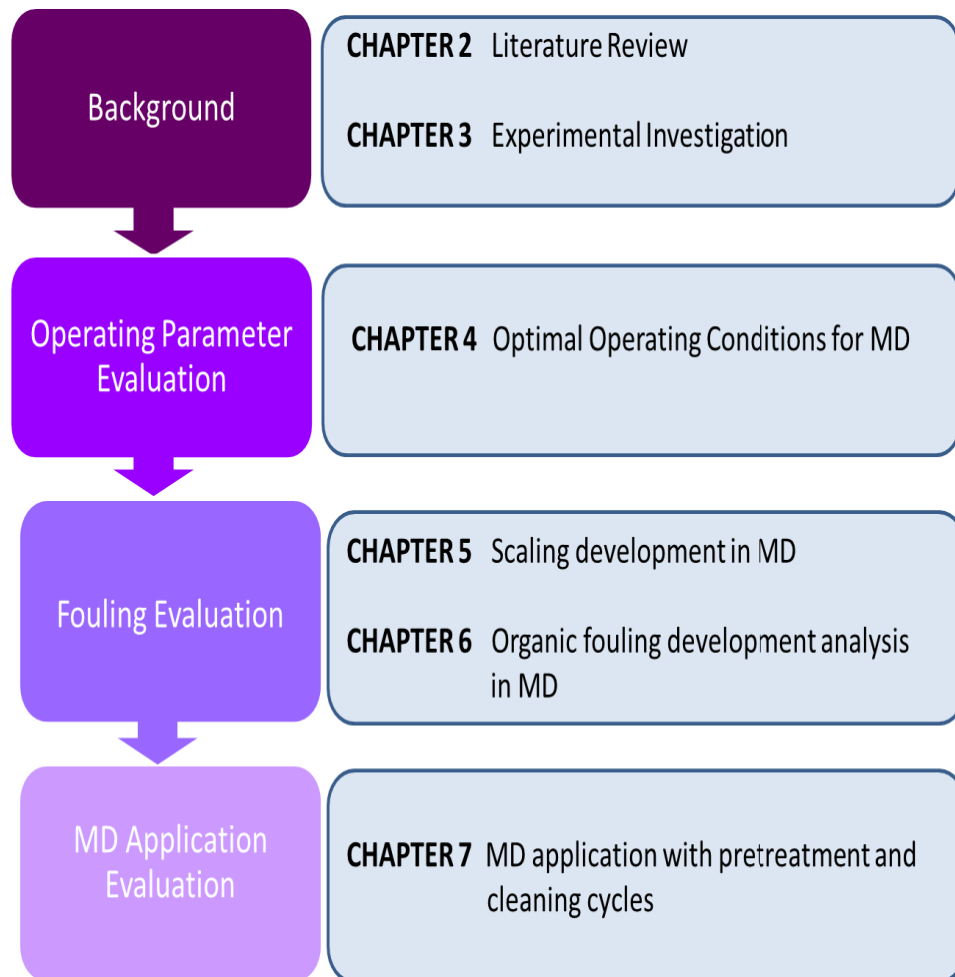 Background
CHAPTER 2 Literature Review
CHAPTER 3 Experimental Investigation
Operating Parameter
Evaluation
CHAPTER 4 Optimal Operating Conditions for MD
Fouling Evaluation
CHAPTER 5 Scaling development in MD
CHAPTER 6 Organic fouling development analysis
in MD
MD Application
Evaluation
CHAPTER 7 MD application with pretreatment and
cleaning cycles